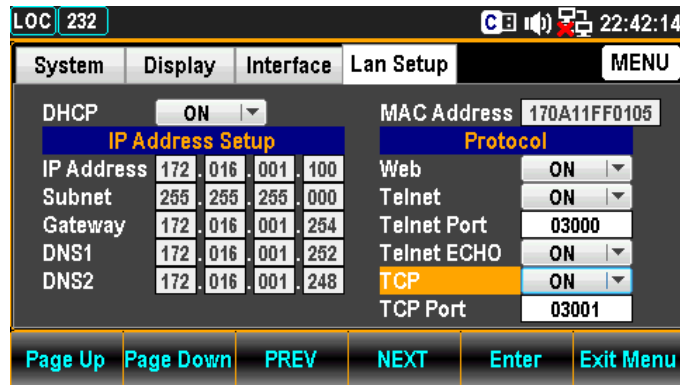 LOC 232 C 22:42:14
System Display Interface Lan Setup MENU
DHCP ON MAC Address 170A11FF0105
IP Address Setup Protocol
IP Address 172 . 016 . 001 . 100 Web ON
Subnet 255 . 255 . 255 . 000 Telnet ON
Gateway 172 . 016 . 001 . 254 Telnet Port 03000
DNS1 172 . 016 . 001 . 252 Telnet ECHO ON
DNS2 172 . 016 . 001 . 248 TCP ON
TCP Port 03001
Page Up Page Down PREV NEXT Enter Exit Menu